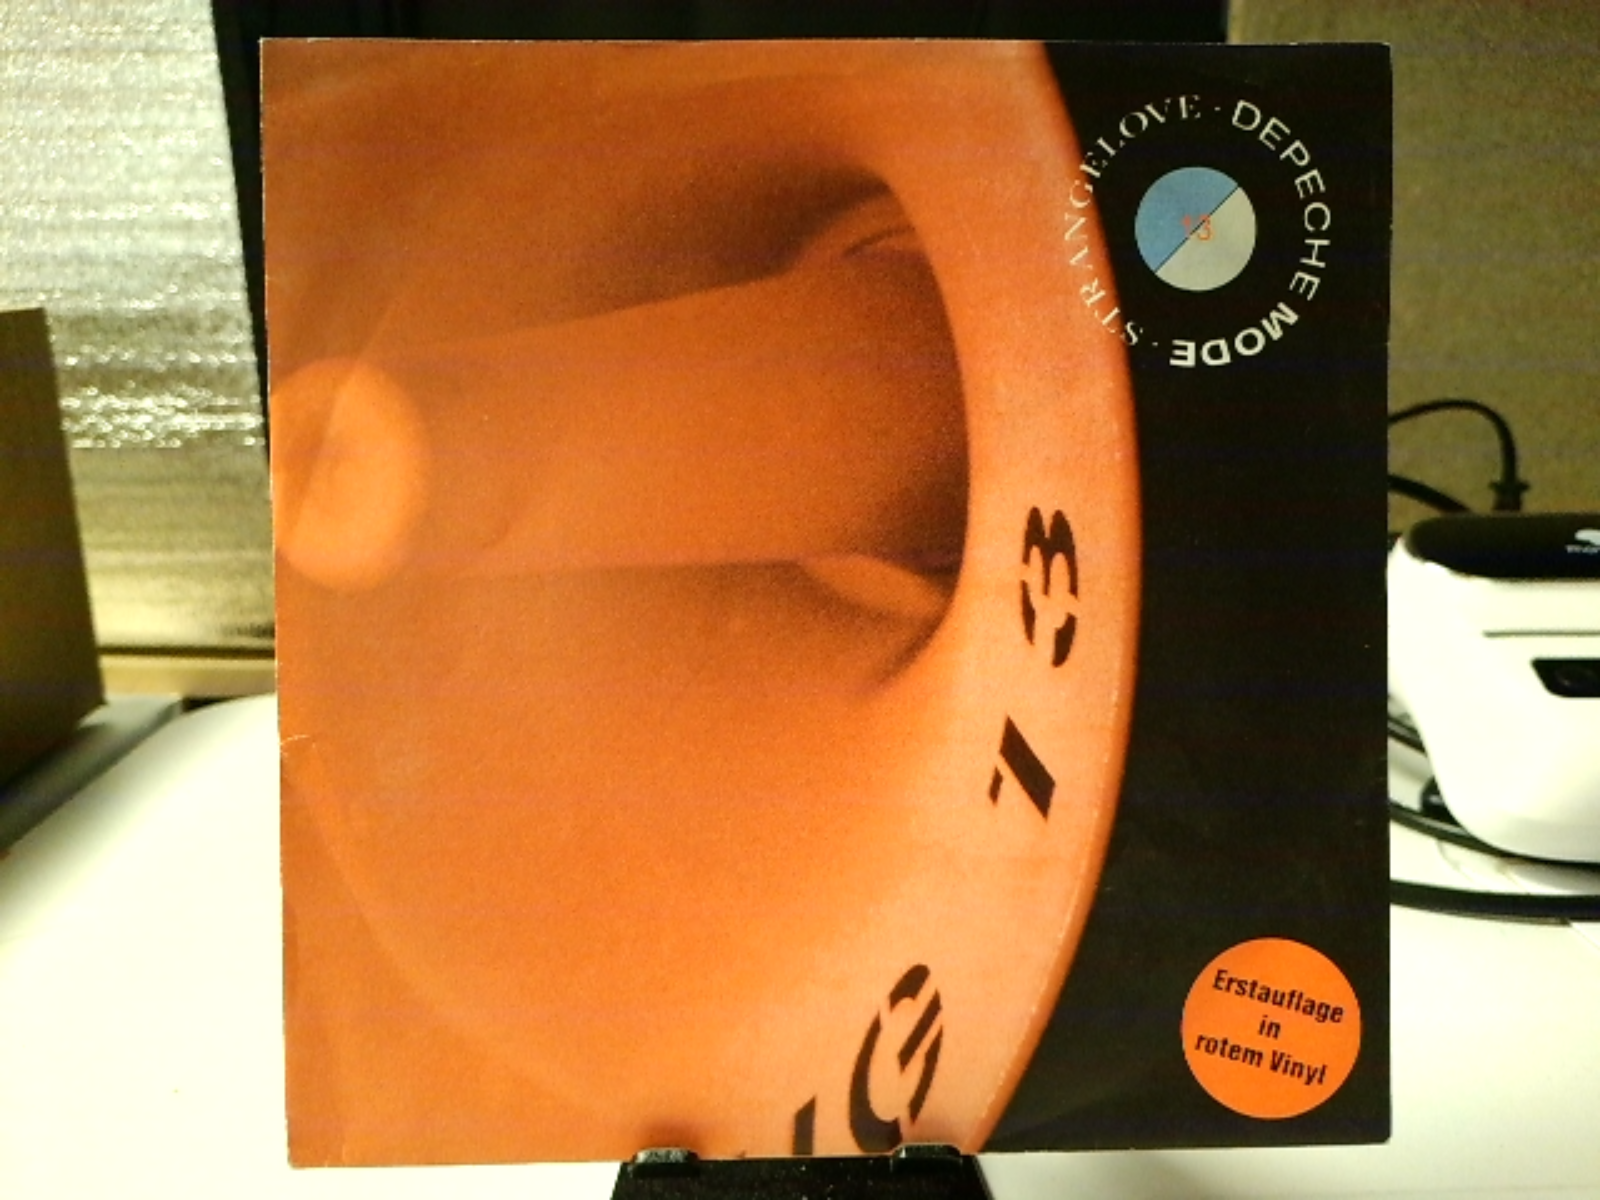 STRANGELOVE · DEPECHE MODE ·
13
13
Erstauflage
in
rotem Vinyl